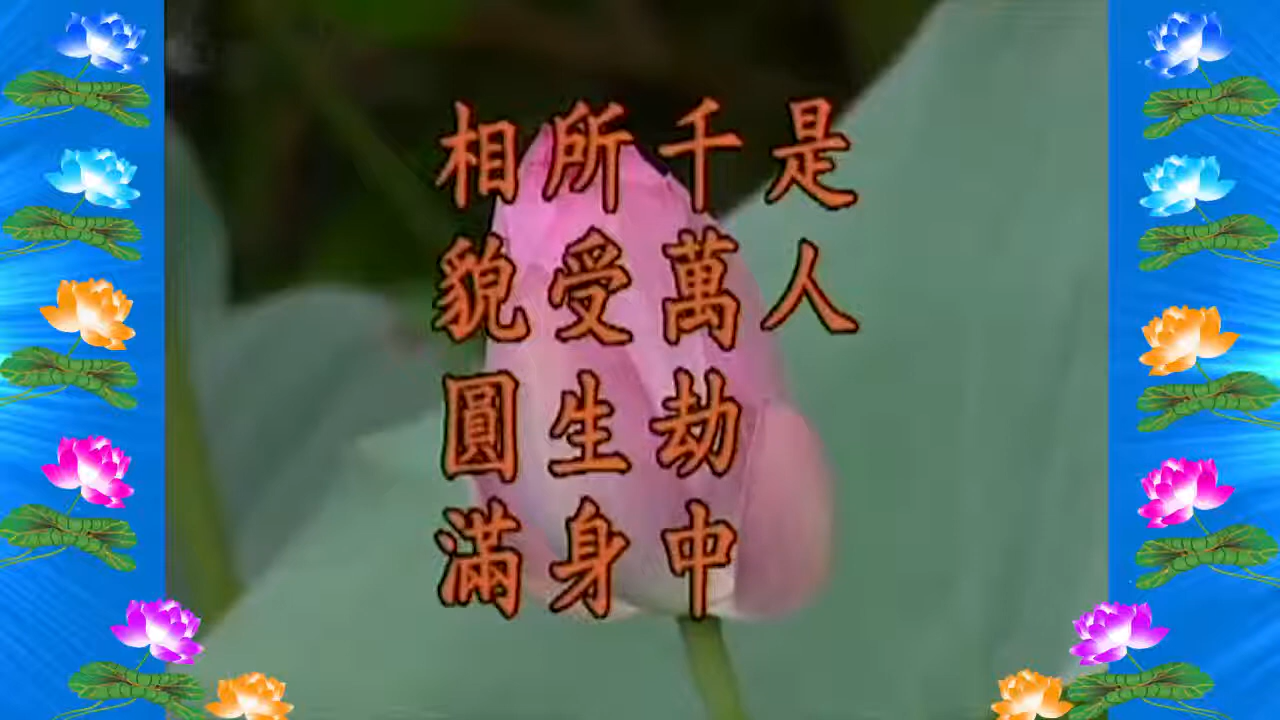 是人
千萬劫中
所受生身
相貌圓滿